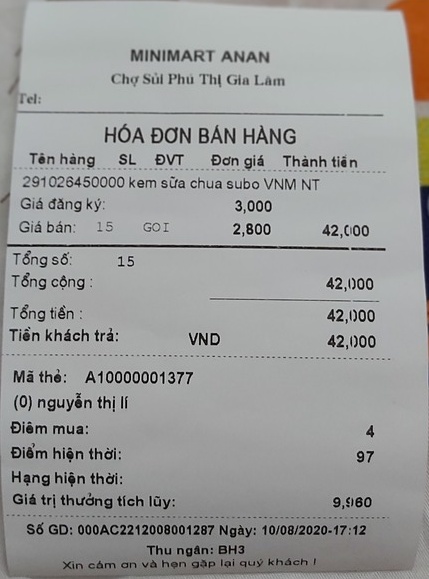 MINIMART ANAN
Chợ Sủi Phú Thị Gia Lâm
Tel:
HÓA ĐƠN BÁN HÀNG
Tên hàng SL ĐVT Đơn giá Thành tiền
291026450000 kem sữa chua subo VNM NT
Giá đăng ký: 3,000
Giá bán: 15 GOI 2,800 42,000
Tổng số: 15
Tổng cộng : 42,000
Tổng tiền : 42,000
Tiền khách trả: VND 42,000
Mã thẻ: A10000001377
(0) nguyễn thị lí
Điểm mua: 4
Điểm hiện thời: 97
Hạng hiện thời:
Giá trị thưởng tích lũy: 9,960
Số GD: 000AC2212008001287 Ngày: 10/08/2020-17:12
Thu ngân: BH3
Xin cảm ơn và hẹn gặp lại quý khách !